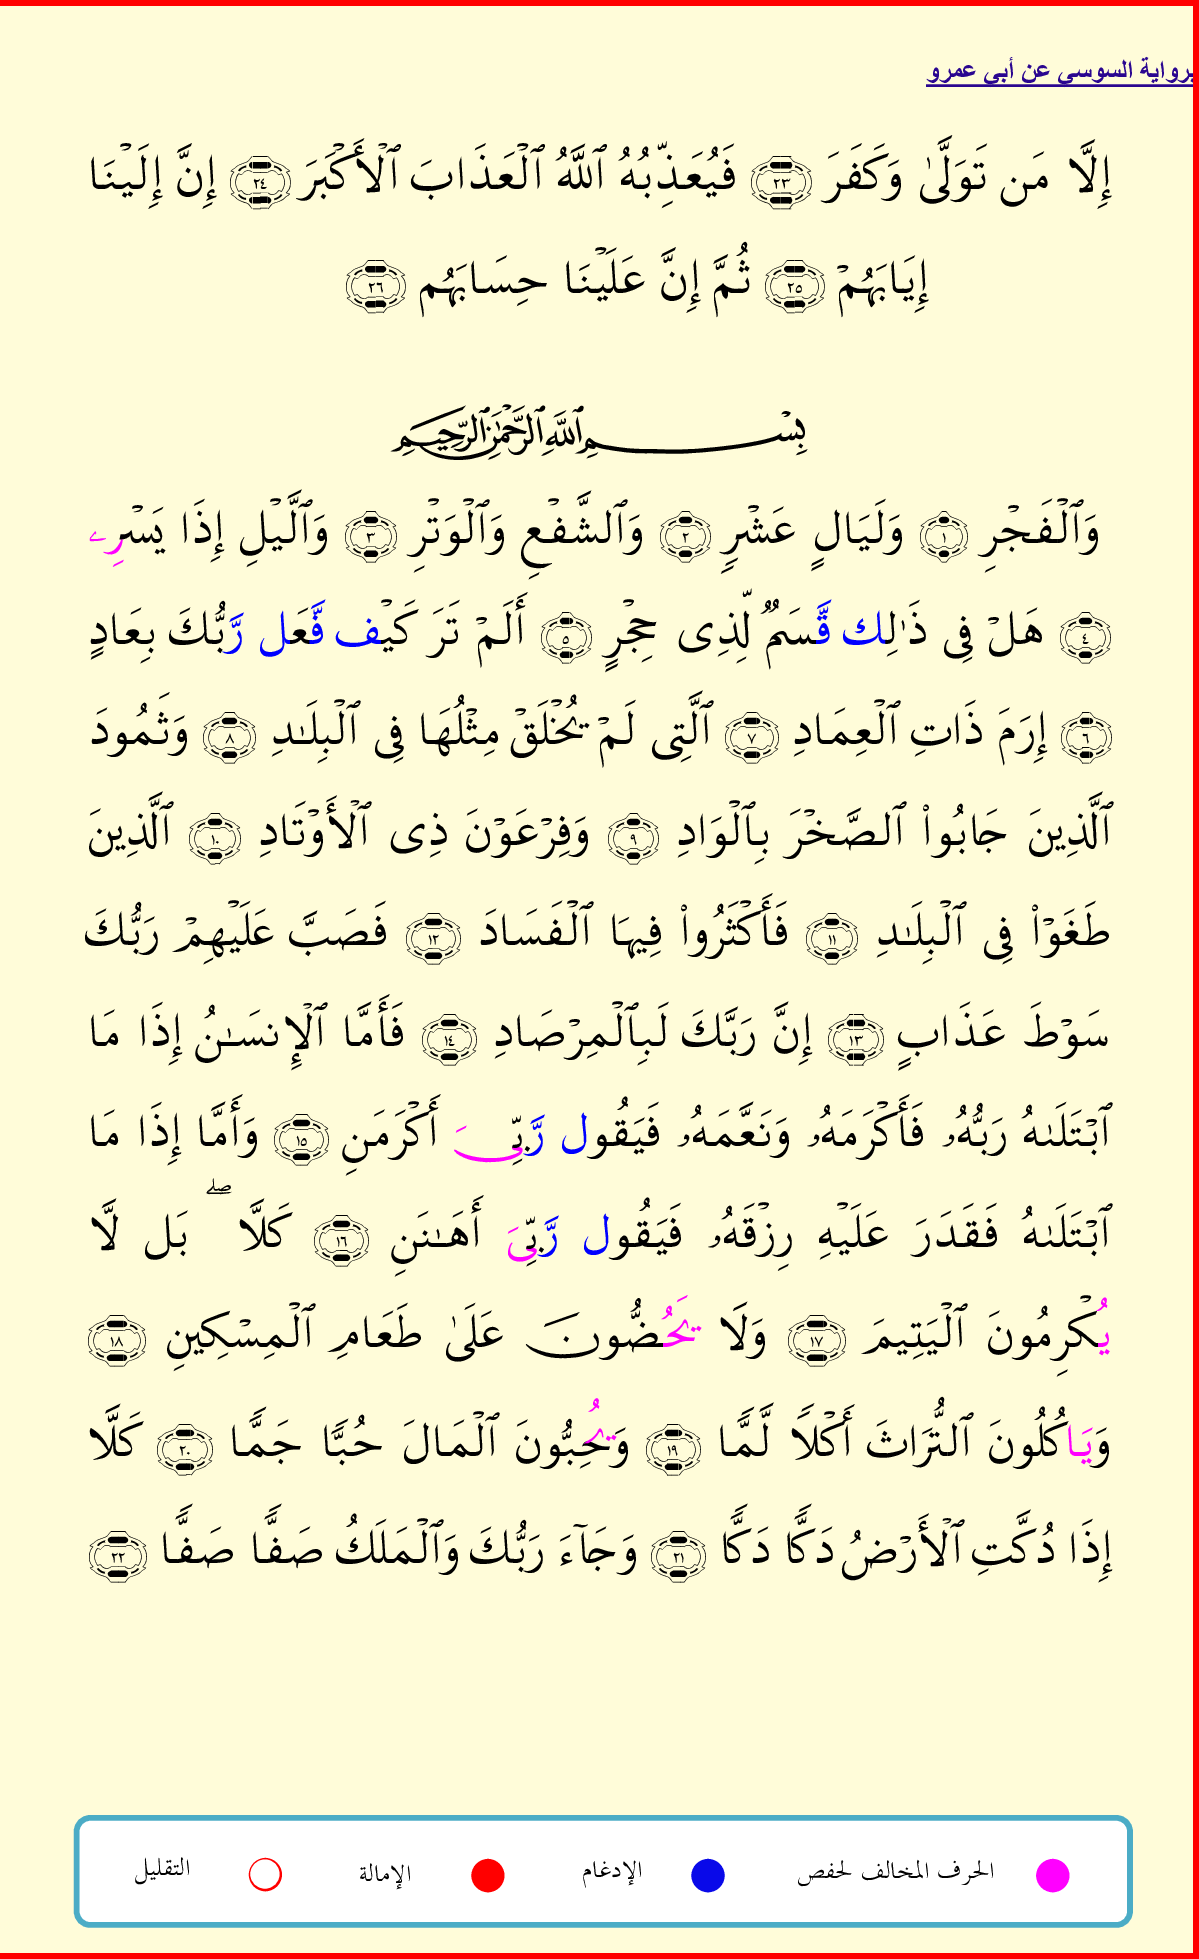 برواية السوسي عن أبي عمرو
إِلَّا مَن تَوَلَّىٰ وَكَفَرَ ٢٣ فَيُعَذِّبُهُ ٱللَّهُ ٱلۡعَذَابَ ٱلۡأَكۡبَرَ ٢٤ إِنَّ إِلَيۡنَا
إِيَابَهُمۡ ٢٥ ثُمَّ إِنَّ عَلَيۡنَا حِسَابَهُم ٢٦
بِسۡمِ ٱللَّهِ ٱلرَّحۡمَٰنِ ٱلرَّحِيمِ
وَٱلۡفَجۡرِ ١ وَلَيَالٍ عَشۡرٍ ٢ وَٱلشَّفۡعِ وَٱلۡوَتۡرِ ٣ وَٱلَّيۡلِ إِذَا يَسۡرِۦ
٤ هَلۡ فِى ذَٰلِك قَّسَمٌ لِّذِى حِجۡرٍ ٥ أَلَمۡ تَرَ كَيۡف فَّعَل رَّبُّكَ بِعَادٍ
٦ إِرَمَ ذَاتِ ٱلۡعِمَادِ ٧ ٱلَّتِى لَمۡ يُخۡلَقۡ مِثۡلُهَا فِى ٱلۡبِلَٰدِ ٨ وَثَمُودَ
ٱلَّذِينَ جَابُواْ ٱلصَّخۡرَ بِٱلۡوَادِ ٩ وَفِرۡعَوۡنَ ذِى ٱلۡأَوۡتَادِ ١٠ ٱلَّذِينَ
طَغَوۡاْ فِى ٱلۡبِلَٰدِ ١١ فَأَكۡثَرُواْ فِيهَا ٱلۡفَسَادَ ١٢ فَصَبَّ عَلَيۡهِمۡ رَبُّكَ
سَوۡطَ عَذَابٍ ١٣ إِنَّ رَبَّكَ لَبِٱلۡمِرۡصَادِ ١٤ فَأَمَّا ٱلۡإِنسَٰنُ إِذَا مَا
ٱبۡتَلَىٰهُ رَبُّهُۥ فَأَكۡرَمَهُۥ وَنَعَّمَهُۥ فَيَقُول رَّبِّىَ أَكۡرَمَنِ ١٥ وَأَمَّا إِذَا مَا
ٱبۡتَلَىٰهُ فَقَدَرَ عَلَيۡهِ رِزۡقَهُۥ فَيَقُول رَّبِّىَ أَهَٰنَنِ ١٦ كَلَّاۖ بَل لَّا
يُكۡرِمُونَ ٱلۡيَتِيمَ ١٧ وَلَا يَحُضُّونَ عَلَىٰ طَعَامِ ٱلۡمِسۡكِينِ ١٨
وَيَاكُلُونَ ٱلتُّرَاثَ أَكۡلًا لَّمًّا ١٩ وَيُحِبُّونَ ٱلۡمَالَ حُبًّا جَمًّا ٢٠ كَلَّا
إِذَا دُكَّتِ ٱلۡأَرۡضُ دَكًّا دَكًّا ٢١ وَجَآءَ رَبُّكَ وَٱلۡمَلَكُ صَفًّا صَفًّا ٢٢
الحرف المخالف لحفص الإدغام الإمالة التقليل